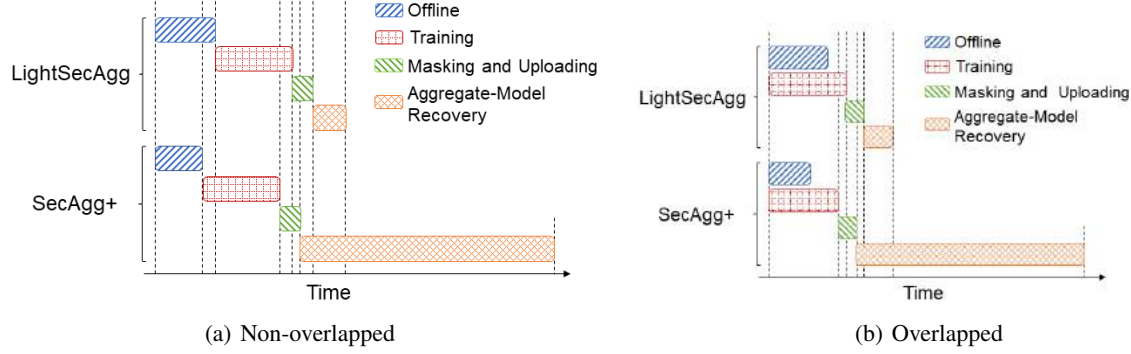 Offline
Training
Masking and Uploading
Aggregate-Model
Recovery
LightSecAgg
SecAgg+
Time
(a) Non-overlapped
Offline
Training
Masking and Uploading
Aggregate-Model
Recovery
LightSecAgg
SecAgg+
Time
(b) Overlapped